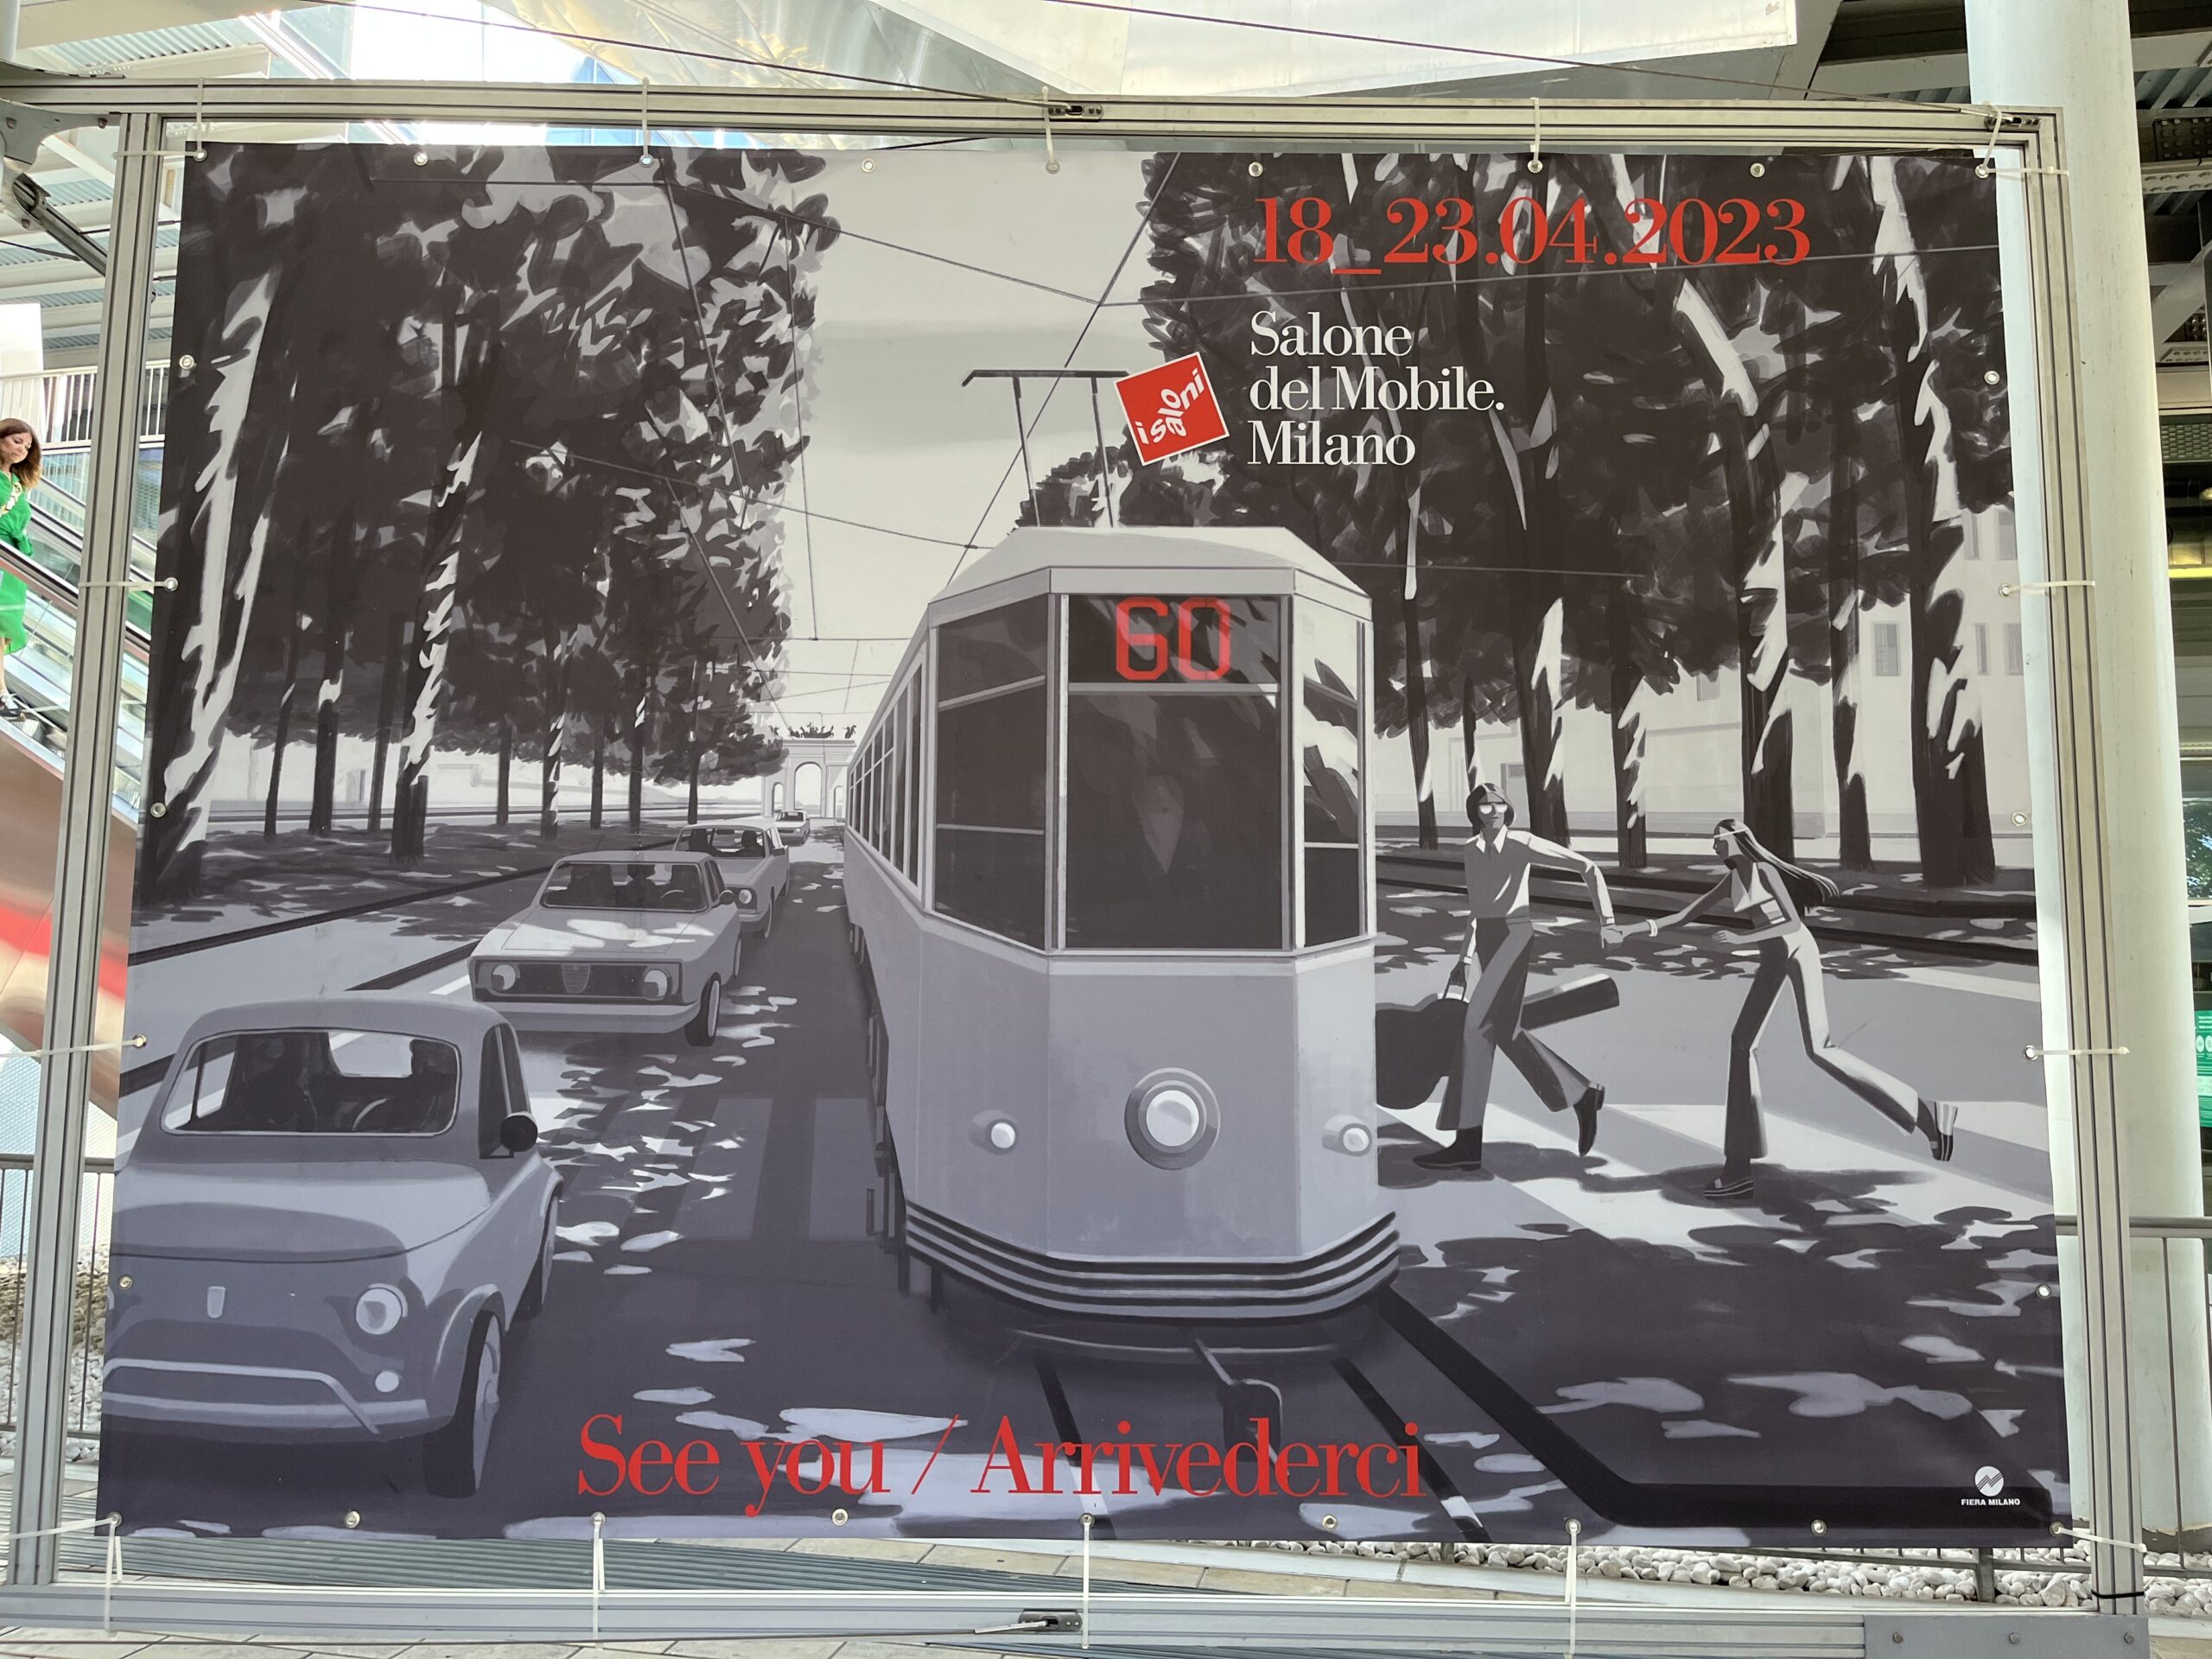 18_23.04.2023
i saloni
Salone
del Mobile.
Milano
60
See you / Arrivederci
FIERA MILANO